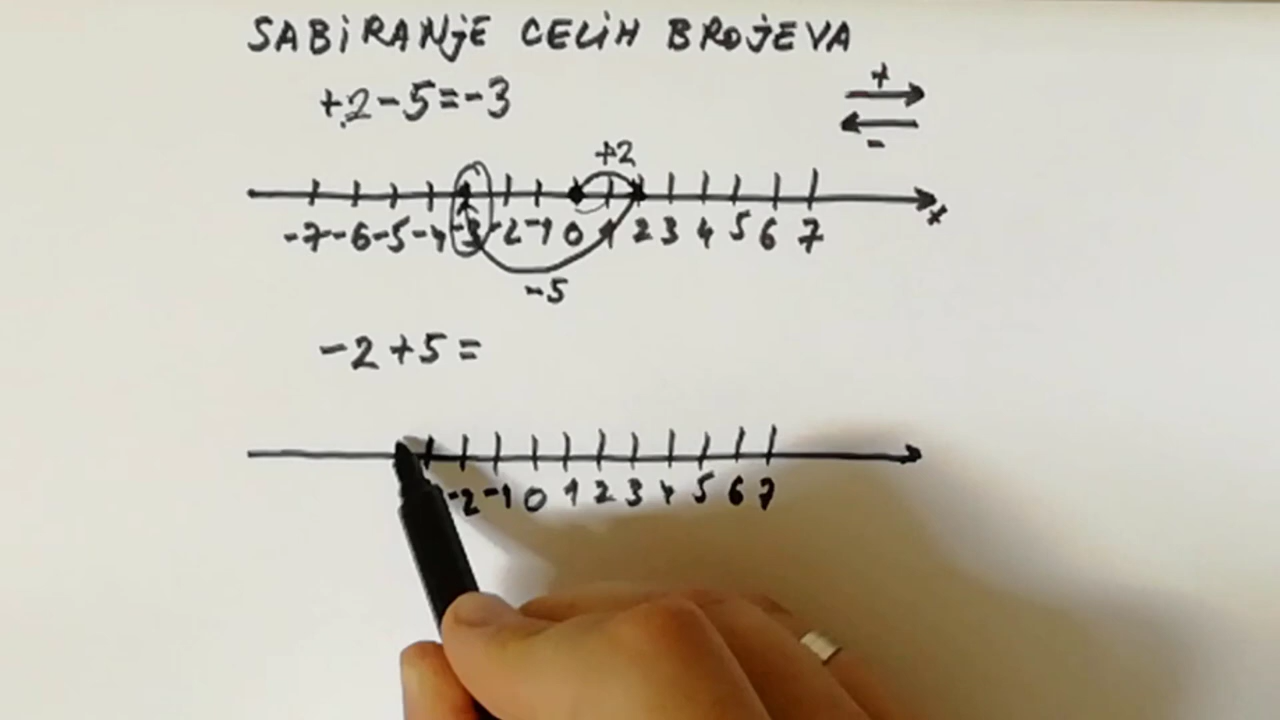 SABIRANJE CELIH BROJEVA
+2-5=-3
+
-
+2
-7 -6 -5 -4 -3 -2 -1 0 1 2 3 4 5 6 7
x
-5
-2+5=
-2 -1 0 1 2 3 4 5 6 7